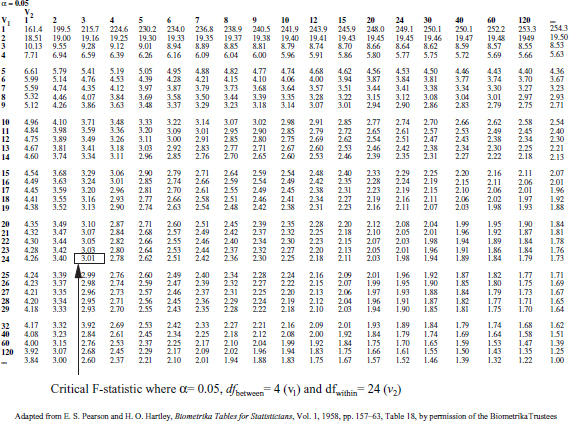 α = 0.05
V₂
V₁ 1 2 3 4 5 6 7 8 9 10 12 15 20 24 30 40 60 120 _
1 161.4 199.5 215.7 224.6 230.2 234.0 236.8 238.9 240.5 241.9 243.9 245.9 248.0 249.1 250.1 251.1 252.2 253.3 254.3
2 18.51 19.00 19.16 19.25 19.30 19.33 19.35 19.37 19.38 19.40 19.41 19.43 19.45 19.45 19.46 19.47 19.48 1949 19.50
3 10.13 9.55 9.28 9.12 9.01 8.94 8.89 8.85 8.81 8.79 8.74 8.70 8.66 8.64 8.62 8.59 8.57 8.55 8.53
4 7.71 6.94 6.59 6.39 6.26 6.16 6.09 6.04 6.00 5.96 5.91 5.86 5.80 5.77 5.75 5.72 5.69 5.66 5.63
5 6.61 5.79 5.41 5.19 5.05 4.95 4.88 4.82 4.77 4.74 4.68 4.62 4.56 4.53 4.50 4.46 4.43 4.40 4.36
6 5.99 5.14 4.76 4.53 4.39 4.28 4.21 4.15 4.10 4.06 4.00 3.94 3.87 3.84 3.81 3.77 3.74 3.70 3.67
7 5.59 4.74 4.35 4.12 3.97 3.87 3.79 3.73 3.68 3.64 3.57 3.51 3.44 3.41 3.38 3.34 3.30 3.27 3.23
8 5.32 4.46 4.07 3.84 3.69 3.58 3.50 3.44 3.39 3.35 3.28 3.22 3.15 3.12 3.08 3.04 3.01 2.97 2.93
9 5.12 4.26 3.86 3.63 3.48 3.37 3.29 3.23 3.18 3.14 3.07 3.01 2.94 2.90 2.86 2.83 2.79 2.75 2.71
10 4.96 4.10 3.71 3.48 3.33 3.22 3.14 3.07 3.02 2.98 2.91 2.85 2.77 2.74 2.70 2.66 2.62 2.58 2.54
11 4.84 3.98 3.59 3.36 3.20 3.09 3.01 2.95 2.90 2.85 2.79 2.72 2.65 2.61 2.57 2.53 2.49 2.45 2.40
12 4.75 3.89 3.49 3.26 3.11 3.00 2.91 2.85 2.80 2.75 2.69 2.62 2.54 2.51 2.47 2.43 2.38 2.34 2.30
13 4.67 3.81 3.41 3.18 3.03 2.92 2.83 2.77 2.71 2.67 2.60 2.53 2.46 2.42 2.38 2.34 2.30 2.25 2.21
14 4.60 3.74 3.34 3.11 2.96 2.85 2.76 2.70 2.65 2.60 2.53 2.46 2.39 2.35 2.31 2.27 2.22 2.18 2.13
15 4.54 3.68 3.29 3.06 2.90 2.79 2.71 2.64 2.59 2.54 2.48 2.40 2.33 2.29 2.25 2.20 2.16 2.11 2.07
16 4.49 3.63 3.24 3.01 2.85 2.74 2.66 2.59 2.54 2.49 2.42 2.35 2.28 2.24 2.19 2.15 2.11 2.06 2.01
17 4.45 3.59 3.20 2.96 2.81 2.70 2.61 2.55 2.49 2.45 2.38 2.31 2.23 2.19 2.15 2.10 2.06 2.01 1.96
18 4.41 3.55 3.16 2.93 2.77 2.66 2.58 2.51 2.46 2.41 2.34 2.27 2.19 2.16 2.11 2.06 2.02 1.97 1.92
19 4.38 3.52 3.13 2.90 2.74 2.63 2.54 2.48 2.42 2.38 2.31 2.23 2.16 2.11 2.07 2.03 1.98 1.93 1.88
20 4.35 3.49 3.10 2.87 2.71 2.60 2.51 2.45 2.39 2.35 2.28 2.20 2.12 2.08 2.04 1.99 1.95 1.90 1.84
21 4.32 3.47 3.07 2.84 2.68 2.57 2.49 2.42 2.37 2.32 2.25 2.18 2.10 2.05 2.01 1.96 1.92 1.87 1.81
22 4.30 3.44 3.05 2.82 2.66 2.55 2.46 2.40 2.34 2.30 2.23 2.15 2.07 2.03 1.98 1.94 1.89 1.84 1.78
23 4.28 3.42 3.03 2.80 2.64 2.53 2.44 2.37 2.32 2.27 2.20 2.13 2.05 2.01 1.96 1.91 1.86 1.84 1.76
24 4.26 3.40 3.01 2.78 2.62 2.51 2.42 2.36 2.30 2.25 2.18 2.11 2.03 1.98 1.94 1.89 1.84 1.79 1.73
25 4.24 3.39 2.99 2.76 2.60 2.49 2.40 2.34 2.28 2.24 2.16 2.09 2.01 1.96 1.92 1.87 1.82 1.77 1.71
26 4.23 3.37 2.98 2.74 2.59 2.47 2.39 2.32 2.27 2.22 2.15 2.07 1.99 1.95 1.90 1.85 1.80 1.75 1.69
27 4.21 3.35 2.96 2.73 2.57 2.46 2.37 2.31 2.25 2.20 2.13 2.06 1.97 1.93 1.88 1.84 1.79 1.73 1.67
28 4.20 3.34 2.95 2.71 2.56 2.45 2.36 2.29 2.24 2.19 2.12 2.04 1.96 1.91 1.87 1.82 1.77 1.71 1.65
29 4.18 3.33 2.93 2.70 2.55 2.43 2.35 2.28 2.22 2.18 2.10 2.03 1.94 1.90 1.85 1.81 1.75 1.70 1.64
32 4.17 3.32 3.92 2.69 2.53 2.42 2.33 2.27 2.21 2.16 2.09 2.01 1.93 1.89 1.84 1.79 1.74 1.68 1.62
40 4.08 3.23 2.84 2.61 2.45 2.34 2.25 2.18 2.12 2.08 2.00 1.92 1.84 1.79 1.74 1.69 1.64 1.58 1.51
60 4.00 3.15 2.76 2.53 2.37 2.25 2.17 2.10 2.04 1.99 1.92 1.84 1.75 1.70 1.65 1.59 1.53 1.47 1.39
120 3.92 3.07 2.68 2.45 2.29 2.17 2.09 2.02 1.96 1.94 1.83 1.75 1.66 1.61 1.55 1.50 1.43 1.35 1.25
_ 3.84 3.00 2.60 2.37 2.21 2.10 2.01 1.94 1.88 1.83 1.75 1.67 1.57 1.52 1.46 1.39 1.32 1.22 1.00
Critical F-statistic where α= 0.05, df between= 4 (v₁) and df within= 24 (v₂)
Adapted from E. S. Pearson and H. O. Hartley, Biometrika Tables for Statisticians, Vol. 1, 1958, pp. 157–63, Table 18, by permission of the BiometrikaTrustees